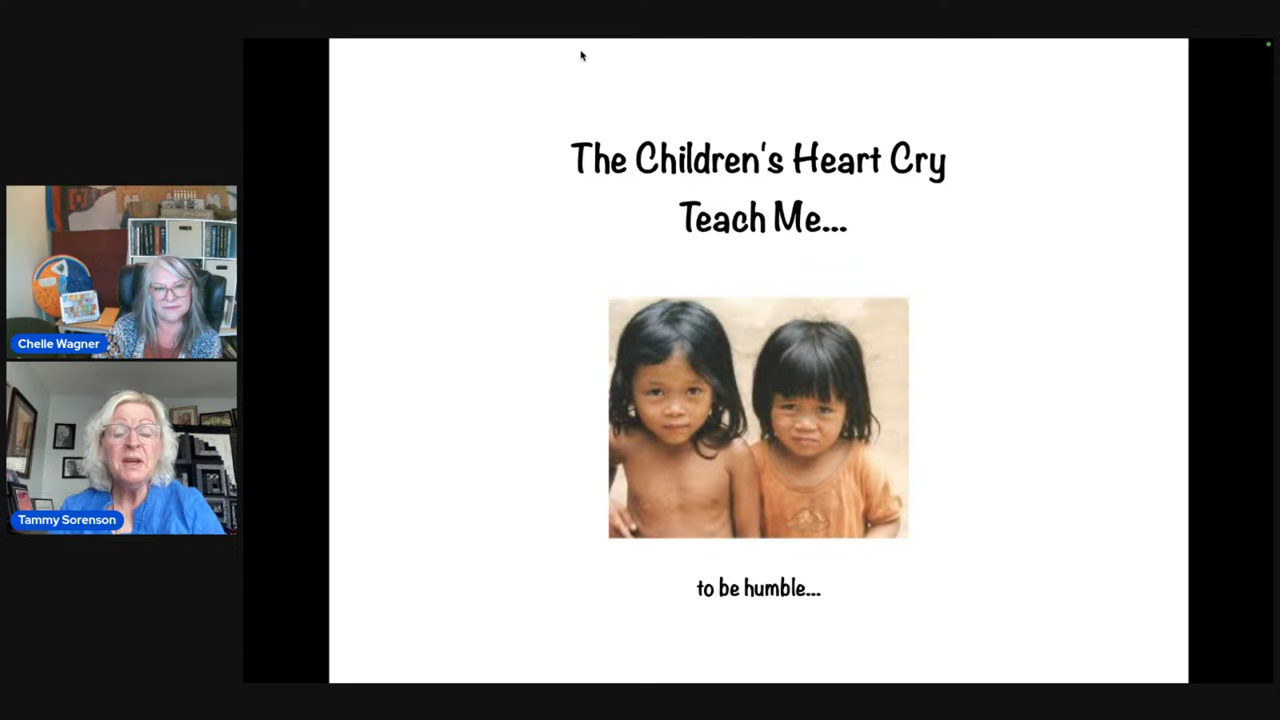 The Children's Heart Cry
Teach Me...
to be humble...
Chelle Wagner
Tammy Sorenson